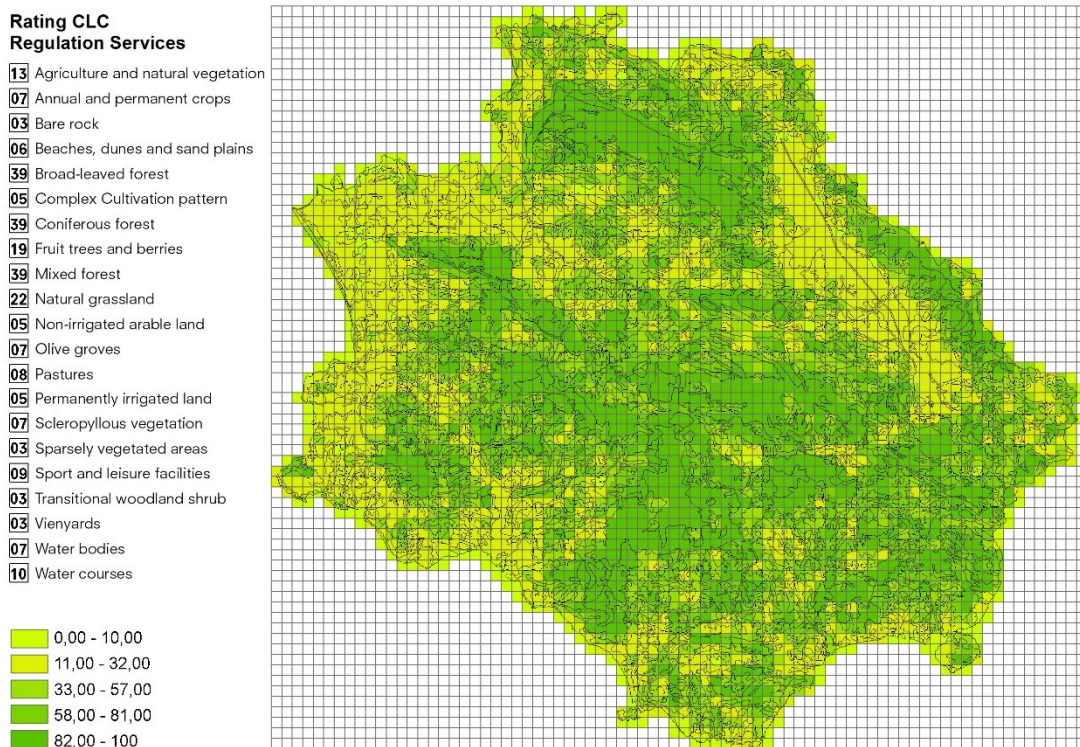 Rating CLC
Regulation Services
13 Agriculture and natural vegetation
07 Annual and permanent crops
03 Bare rock
06 Beaches, dunes and sand plains
39 Broad-leaved forest
05 Complex Cultivation pattern
39 Coniferous forest
19 Fruit trees and berries
39 Mixed forest
22 Natural grassland
05 Non-irrigated arable land
07 Olive groves
08 Pastures
05 Permanently irrigated land
07 Scleropyllous vegetation
03 Sparsely vegetated areas
09 Sport and leisure facilities
03 Transitional woodland shrub
03 Vienyards
07 Water bodies
10 Water courses
0,00 - 10,00
11,00 - 32,00
33,00 - 57,00
58,00 - 81,00
82,00 - 100